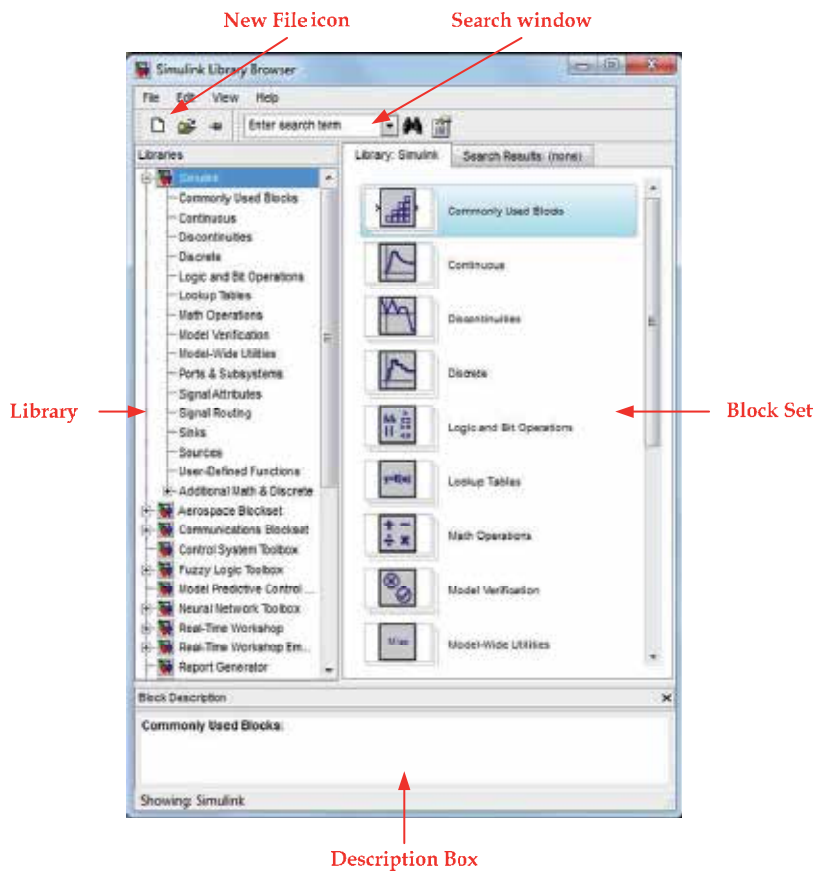 New File icon
Search window
Simulink Library Browser
File Edit View Help
Enter search term
Libraries
Library: Simulink
Search Results: (none)
Simulink
Commonly Used Blocks
Continuous
Discontinuities
Discrete
Logic and Bit Operations
Lookup Tables
Math Operations
Model Verification
Model-Wide Utilities
Ports & Subsystems
Signal Attributes
Signal Routing
Sinks
Sources
User-Defined Functions
Additional Math & Discrete
Aerospace Blockset
Communications Blockset
Control System Toolbox
Fuzzy Logic Toolbox
Model Predictive Control ...
Neural Network Toolbox
Real-Time Workshop
Real-Time Workshop Em...
Report Generator
Commonly Used Blocks
Continuous
Discontinuities
Discrete
Logic and Bit Operations
y=f(u)
Lookup Tables
+ −
÷ ×
Math Operations
Model Verification
Misc
Model-Wide Utilities
Library
Block Set
Block Description
Commonly Used Blocks:
Showing: Simulink
Description Box